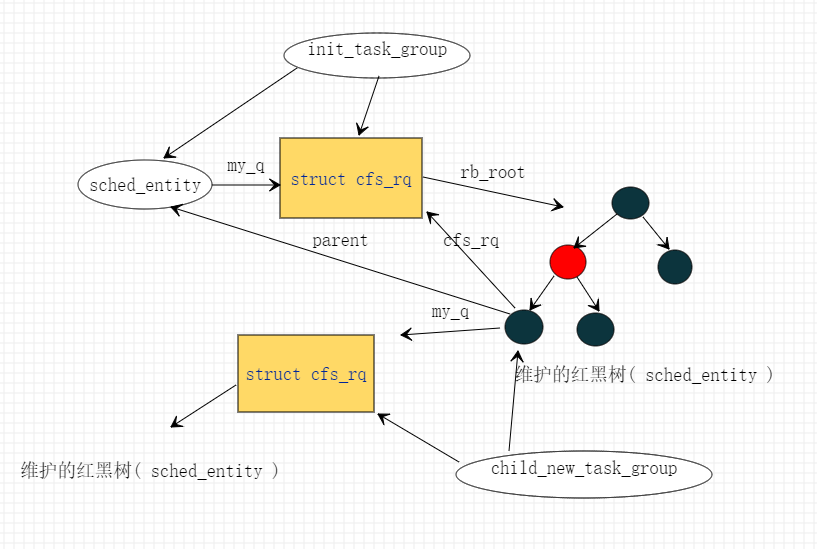 init_task_group
my_q
rb_root
sched_entity
struct cfs_rq
parent
cfs_rq
my_q
struct cfs_rq
维护的红黑树( sched_entity )
维护的红黑树( sched_entity )
child_new_task_group